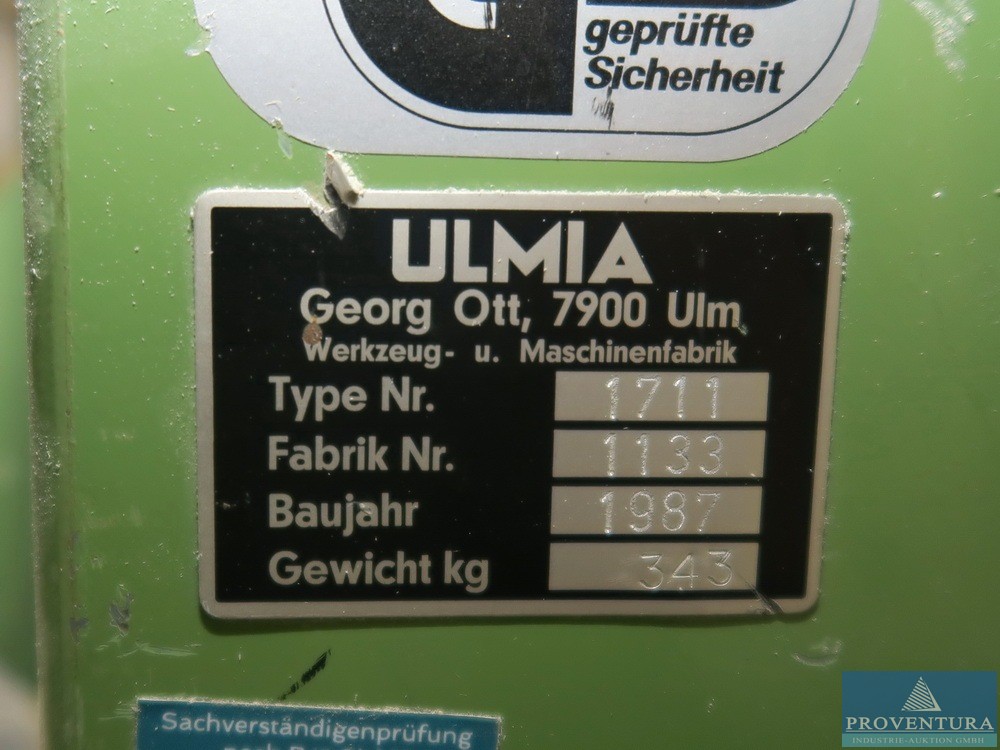 geprüfte
Sicherheit
ULMIA
Georg Ott, 7900 Ulm
Werkzeug- u. Maschinenfabrik
Type Nr. 1711
Fabrik Nr. 1133
Baujahr 1987
Gewicht kg 343
Sachverständigenprüfung
nach
PROVENTURA
INDUSTRIE-AUKTION GMBH